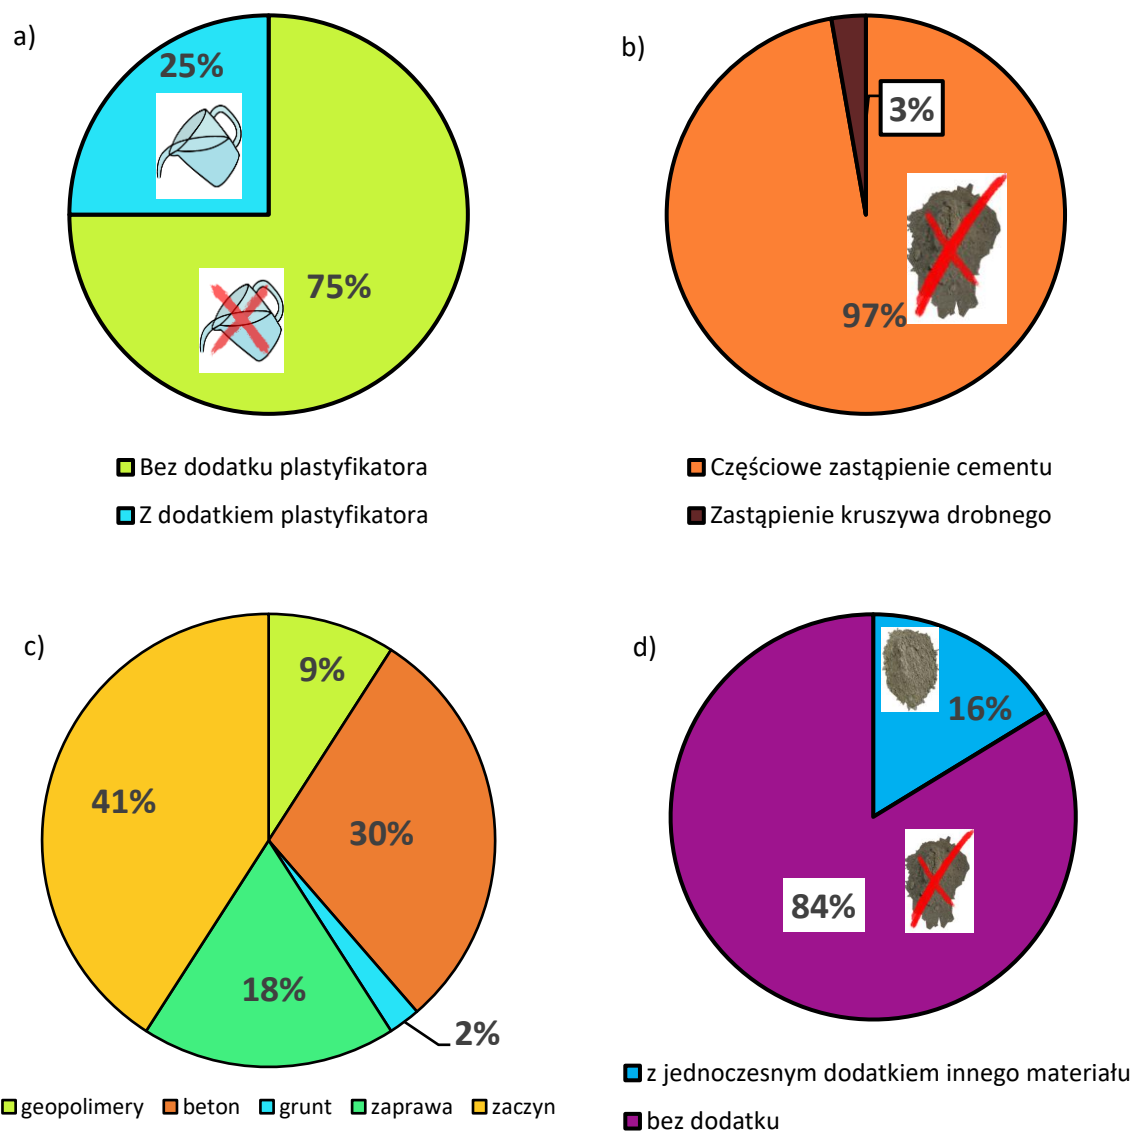 a)
25%
75%
Bez dodatku plastyfikatora
Z dodatkiem plastyfikatora
b)
3%
97%
Częściowe zastąpienie cementu
Zastąpienie kruszywa drobnego
c)
9%
30%
41%
18%
2%
geopolimery beton grunt zaprawa zaczyn
d)
16%
84%
z jednoczesnym dodatkiem innego materiału
bez dodatku